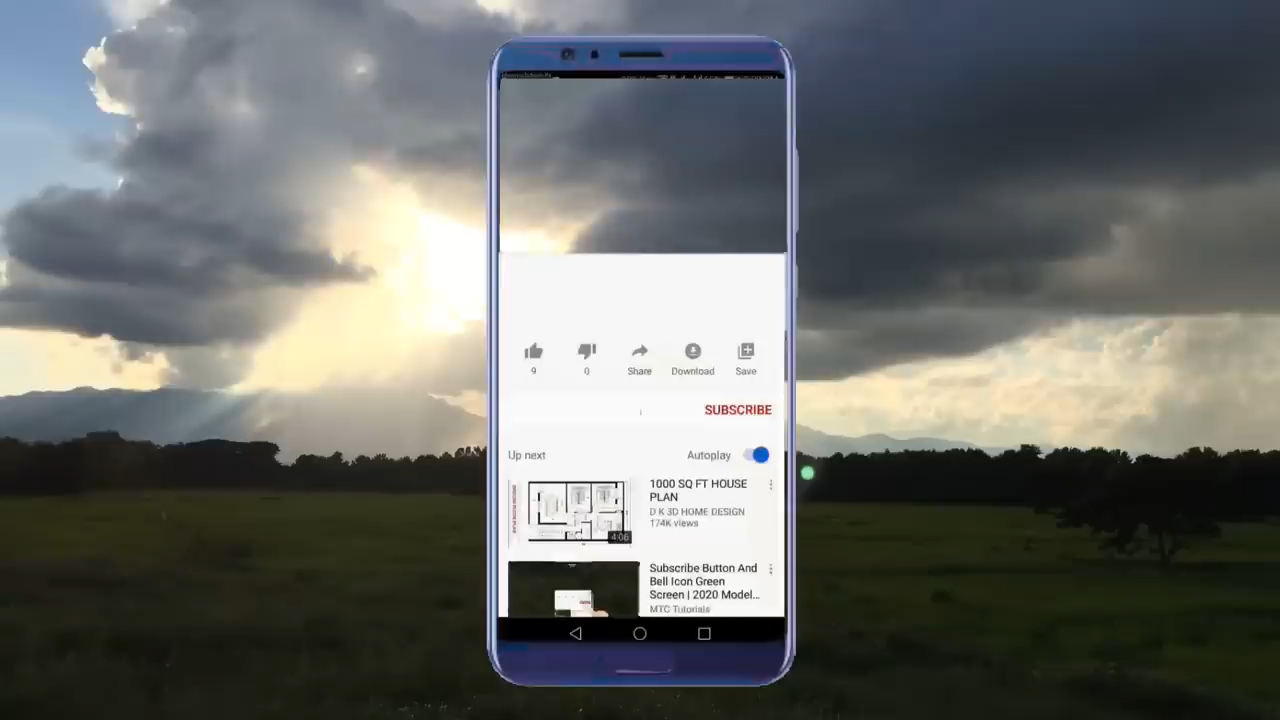 9
0
Share
Download
Save
SUBSCRIBE
Up next
Autoplay
1000 SQ FT HOUSE
PLAN
D K 3D HOME DESIGN
174K views
4:06
Subscribe Button And
Bell Icon Green
Screen | 2020 Model...
MTC Tutorials